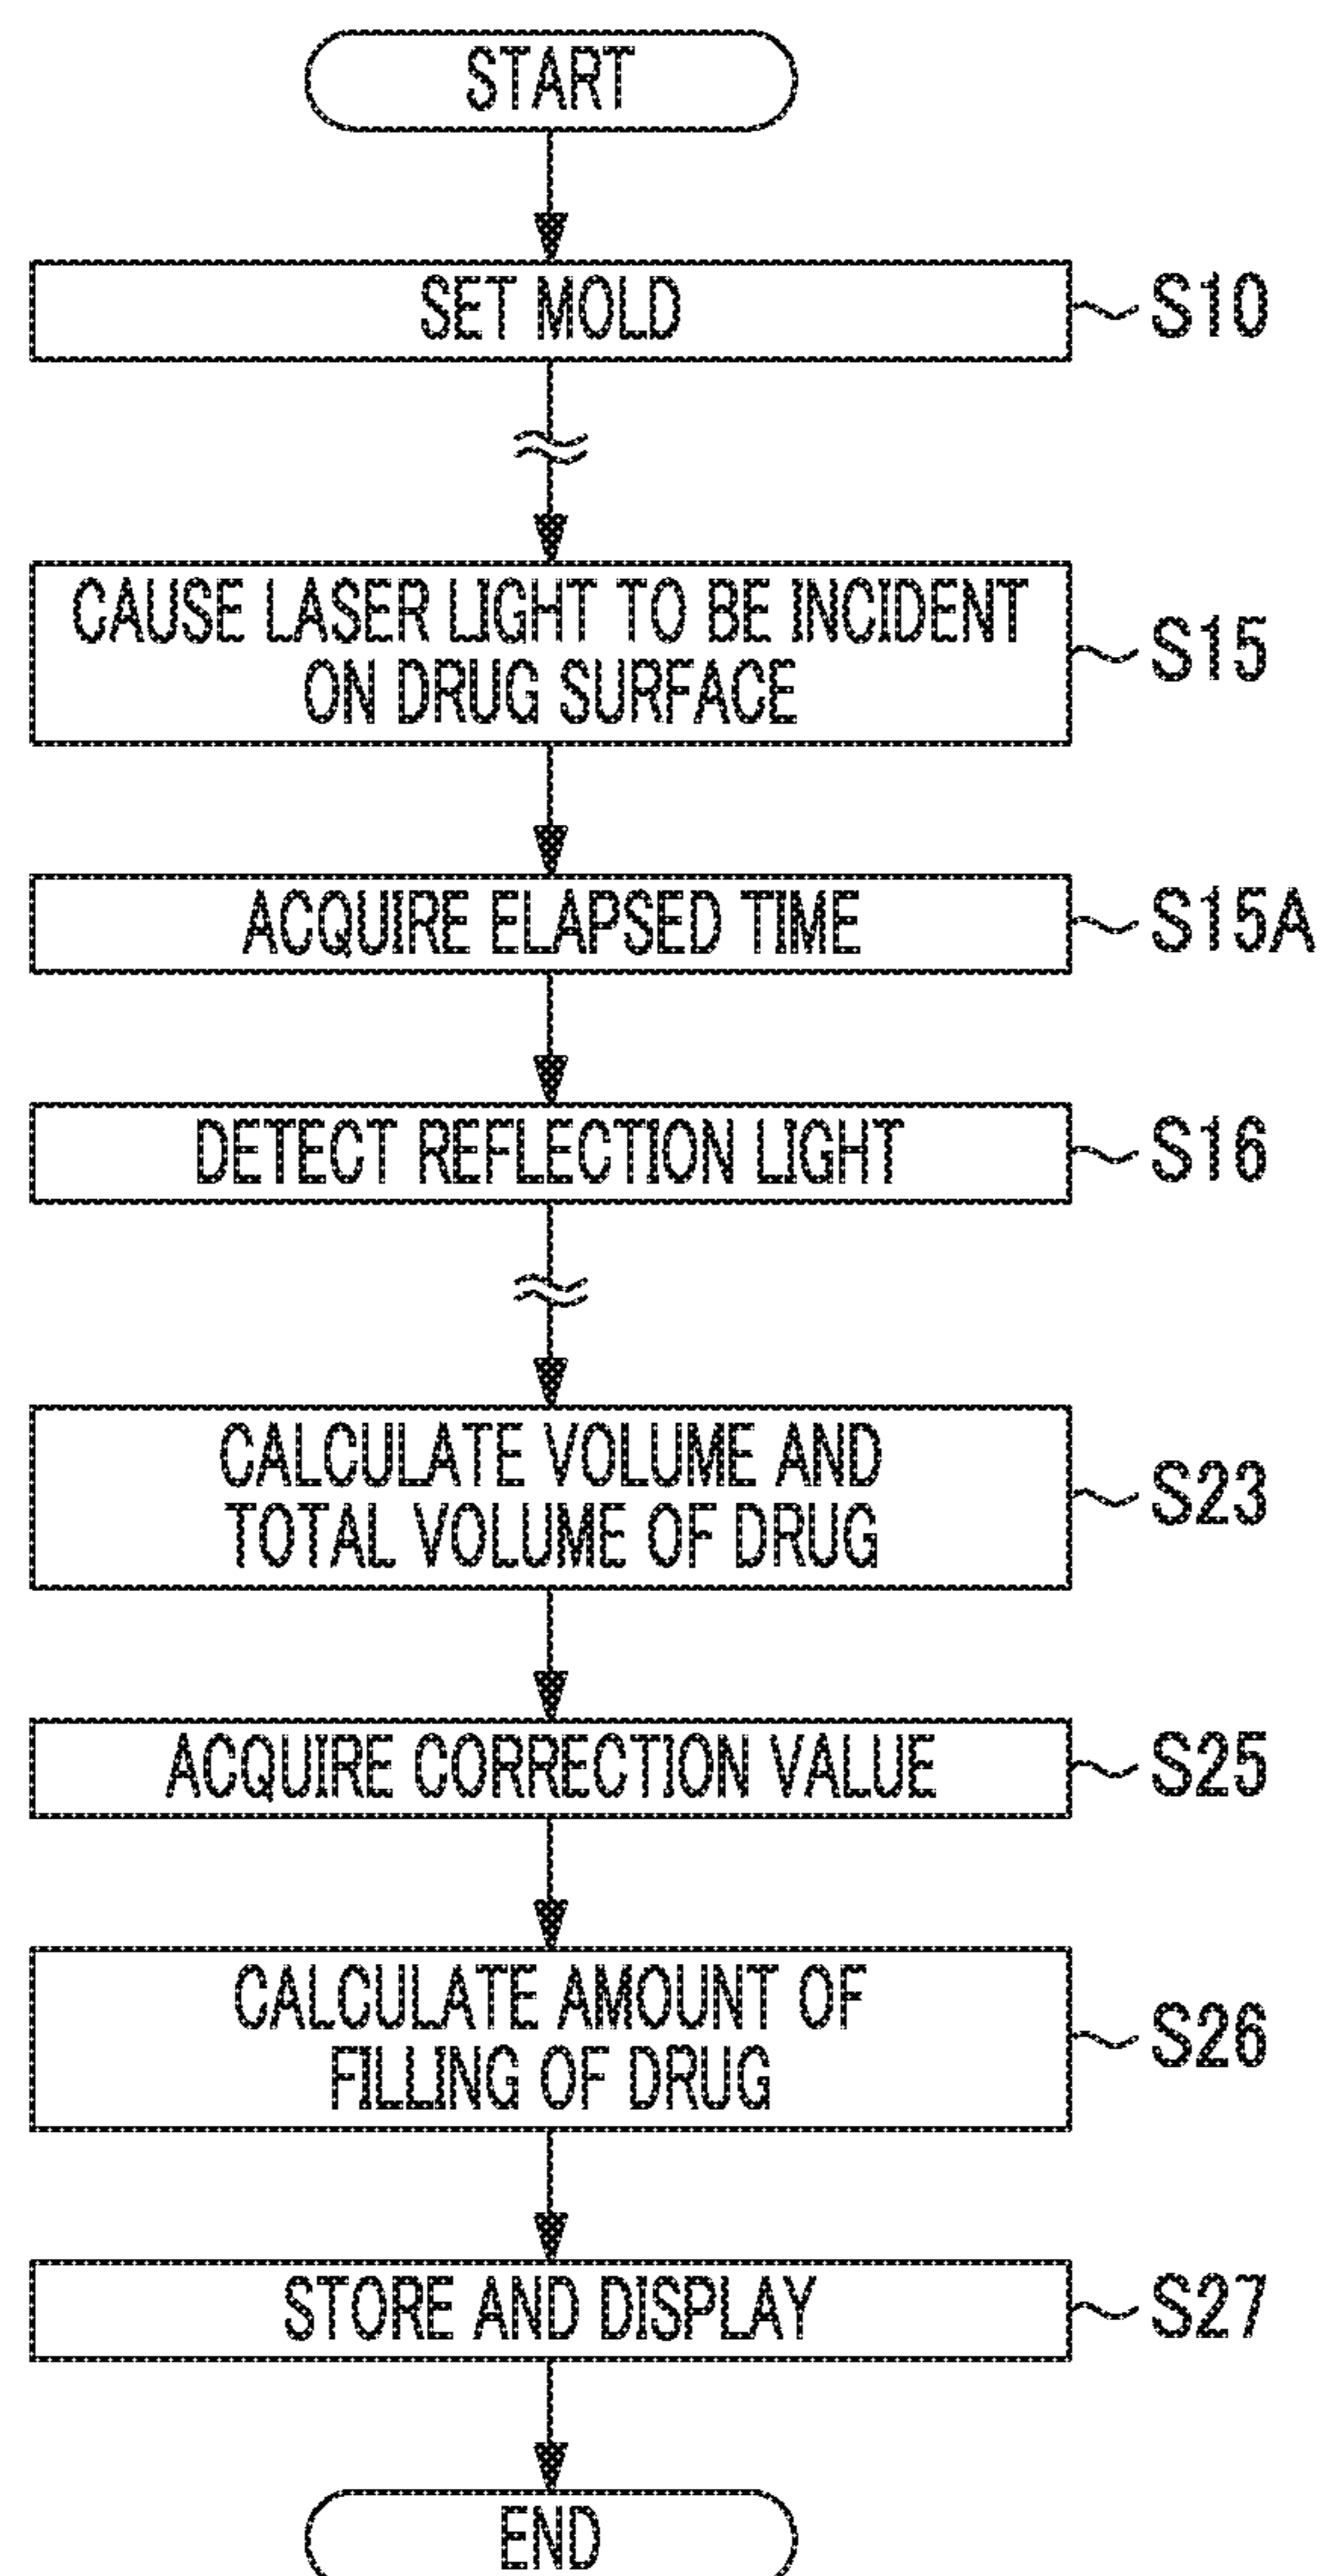 START
SET MOLD
S10
CAUSE LASER LIGHT TO BE INCIDENT
ON DRUG SURFACE
S15
ACQUIRE ELAPSED TIME
S15A
DETECT REFLECTION LIGHT
S16
CALCULATE VOLUME AND
TOTAL VOLUME OF DRUG
S23
ACQUIRE CORRECTION VALUE
S25
CALCULATE AMOUNT OF
FILLING OF DRUG
S26
STORE AND DISPLAY
S27
END